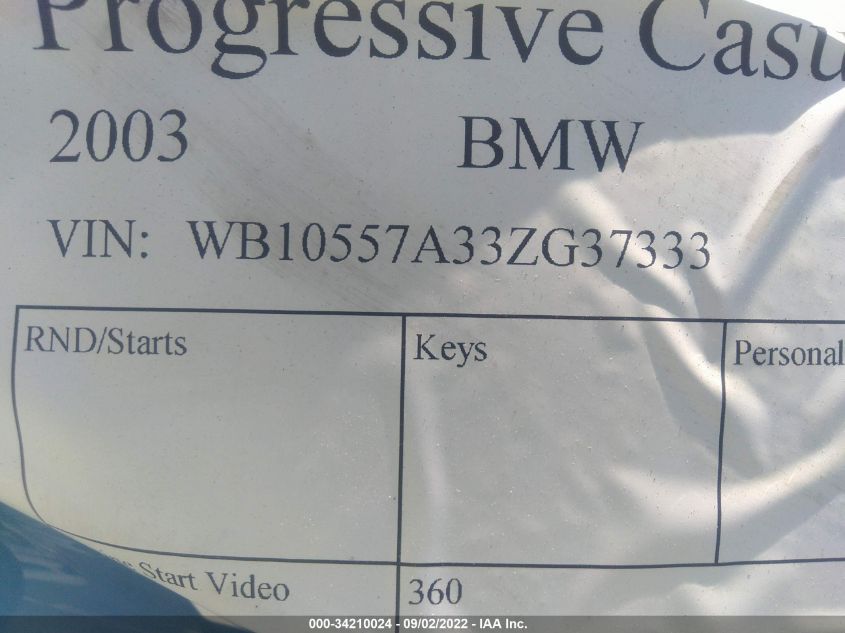 Progressive
2003 BMW
VIN: WB10557A33ZG37333
RND/Starts Keys Personal
Start Video 360
000-34210024 - 09/02/2022 - IAA Inc.